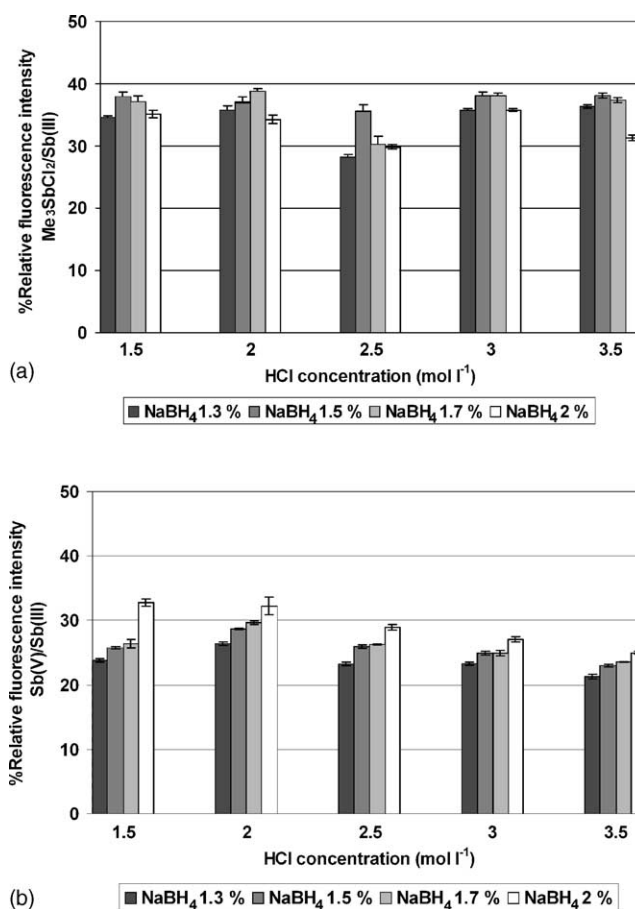 %Relative fluorescence intensity
Me₃SbCl₂/Sb(III)
50
40
30
20
10
0
1.5 2 2.5 3 3.5
HCl concentration (mol l⁻¹)
(a)
NaBH₄ 1.3 % NaBH₄ 1.5 % NaBH₄ 1.7 % NaBH₄ 2 %
%Relative fluorescence intensity
Sb(V)/Sb(III)
50
40
30
20
10
0
1.5 2 2.5 3 3.5
HCl concentration (mol l⁻¹)
(b)
NaBH₄ 1.3 % NaBH₄ 1.5 % NaBH₄ 1.7 % NaBH₄ 2 %